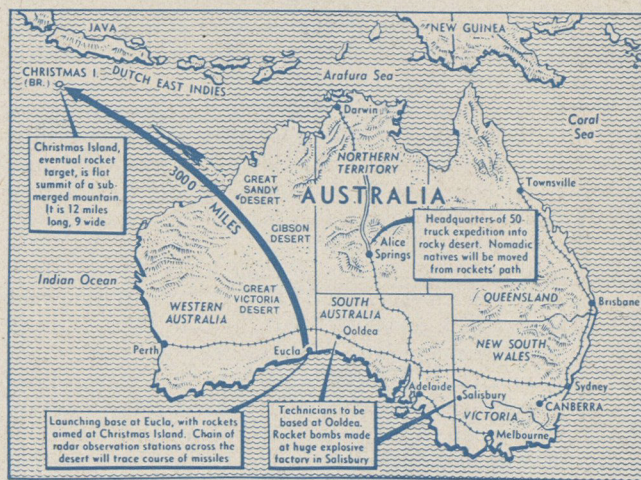 JAVA
NEW GUINEA
CHRISTMAS I.
(BR.)
DUTCH EAST INDIES
Arafura Sea
Darwin
Coral
Sea
Christmas Island,
eventual rocket
target, is flat
summit of a sub-
merged mountain.
It is 12 miles
long, 9 wide
3000 MILES
NORTHERN
TERRITORY
GREAT
SANDY
DESERT
AUSTRALIA
Townsville
Headquarters of 50-
truck expedition into
rocky desert. Nomadic
natives will be moved
from rockets' path
GIBSON
DESERT
Alice
Springs
Indian Ocean
GREAT
VICTORIA
DESERT
WESTERN
AUSTRALIA
SOUTH
AUSTRALIA
QUEENSLAND
Brisbane
Ooldea
NEW SOUTH
WALES
Perth
Eucla
Adelaide
Salisbury
Sydney
CANBERRA
VICTORIA
Melbourne
Launching base at Eucla, with rockets
aimed at Christmas Island. Chain of
radar observation stations across the
desert will trace course of missiles
Technicians to be
based at Ooldea.
Rocket bombs made
at huge explosive
factory in Salisbury